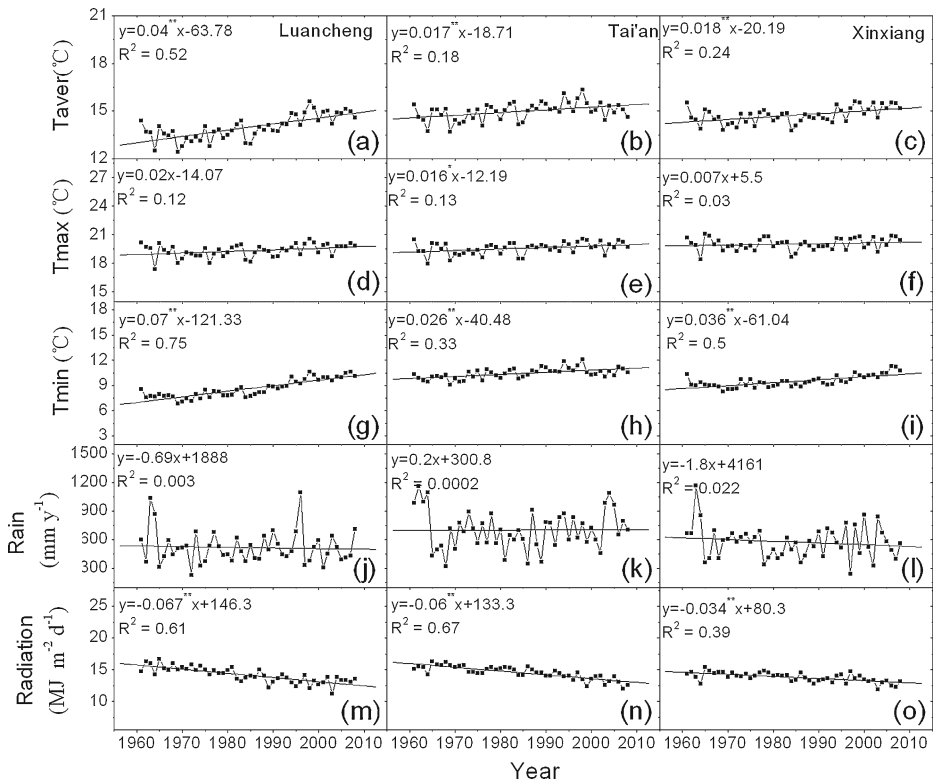 Luancheng
Tai'an
Xinxiang
21
18
15
12
Taver(℃)
y=0.04**x-63.78
R² = 0.52
(a)
y=0.017**x-18.71
R² = 0.18
(b)
y=0.018**x-20.19
R² = 0.24
(c)
27
24
21
18
15
Tmax (℃)
y=0.02x-14.07
R² = 0.12
(d)
y=0.016*x-12.19
R² = 0.13
(e)
y=0.007x+5.5
R² = 0.03
(f)
18
15
12
9
6
3
Tmin (℃)
y=0.07**x-121.33
R² = 0.75
(g)
y=0.026**x-40.48
R² = 0.33
(h)
y=0.036**x-61.04
R² = 0.5
(i)
1500
1200
900
600
300
Rain
(mm y⁻¹)
y=-0.69x+1888
R² = 0.003
(j)
y=0.2x+300.8
R² = 0.0002
(k)
y=-1.8x+4161
R² = 0.022
(l)
25
20
15
10
Radiation
(MJ m⁻² d⁻¹)
y=-0.067**x+146.3
R² = 0.61
(m)
y=-0.06**x+133.3
R² = 0.67
(n)
y=-0.034**x+80.3
R² = 0.39
(o)
1960 1970 1980 1990 2000 1960 1970 1980 1990 2000 1960 1970 1980 1990 2000 2010
Year